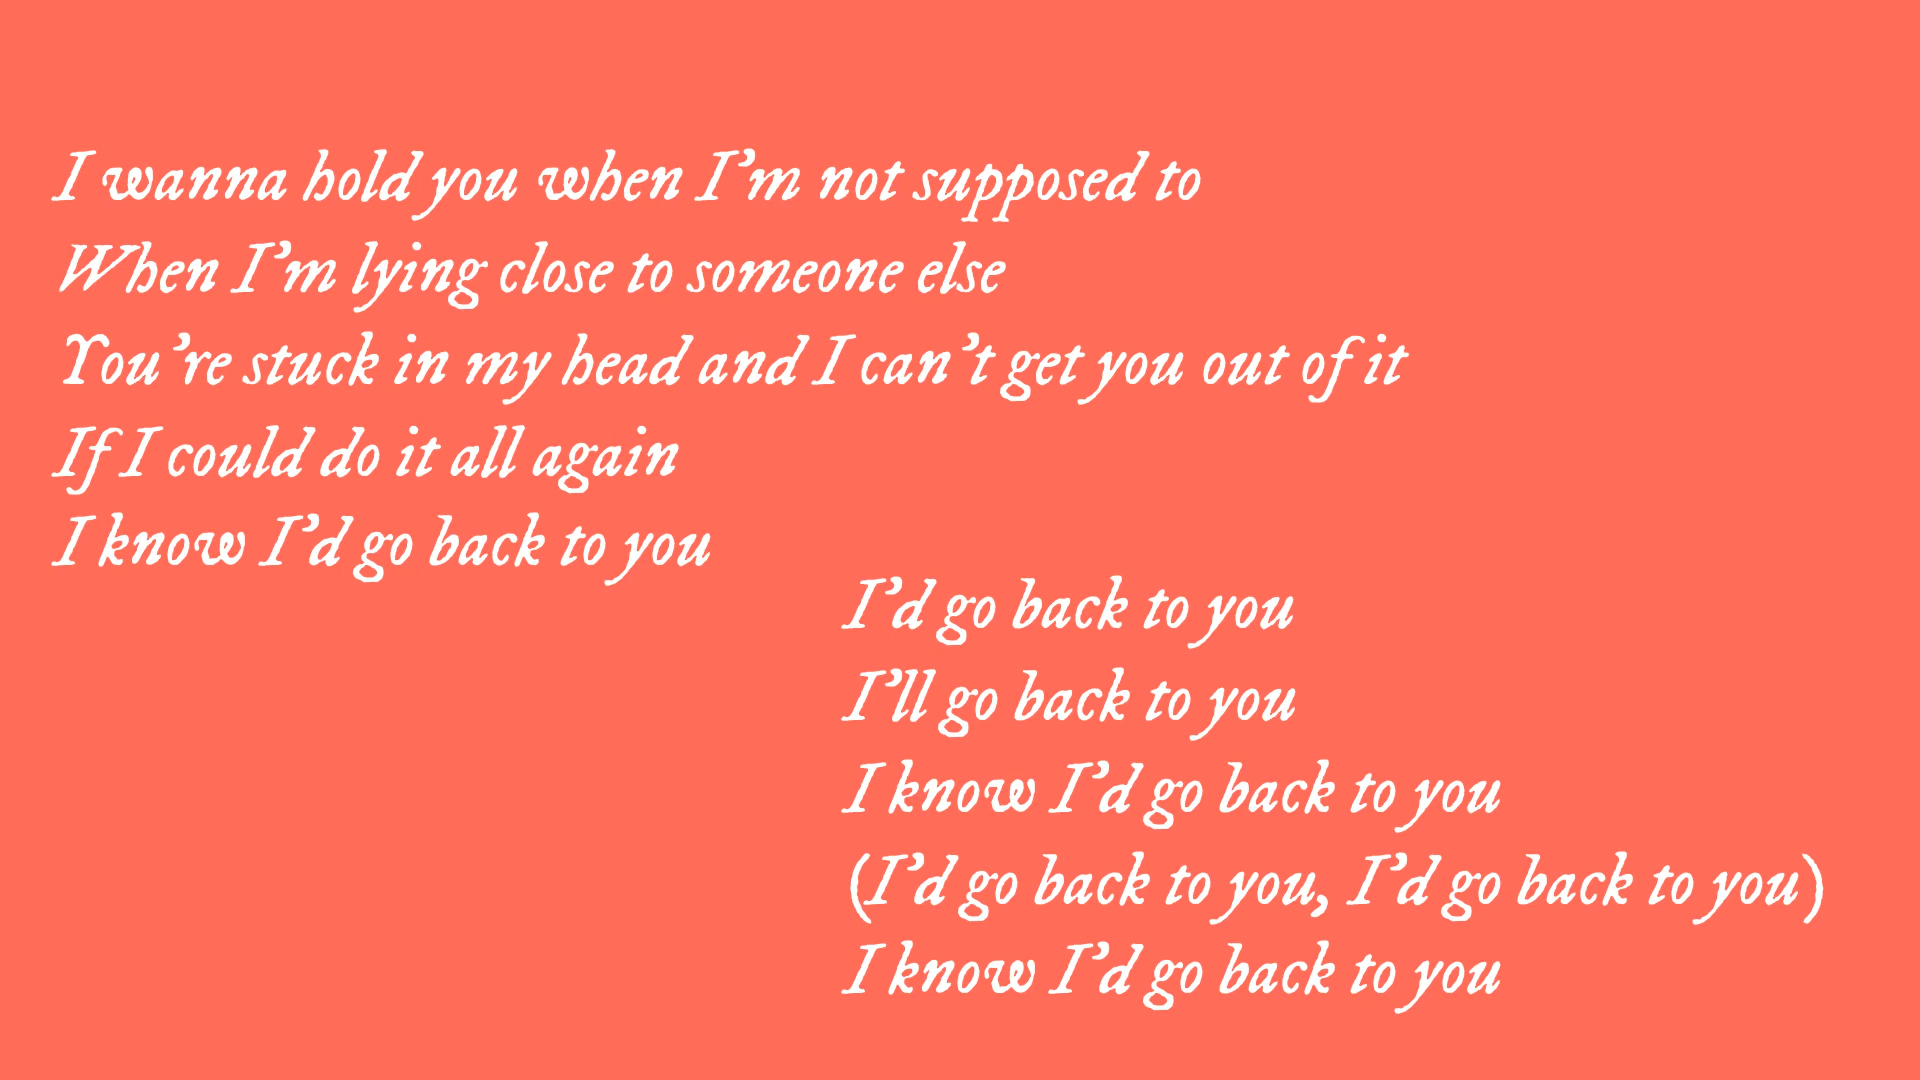 I wanna hold you when I'm not supposed to
When I'm lying close to someone else
You're stuck in my head and I can't get you out of it
If I could do it all again
I know I'd go back to you
I'd go back to you
I'll go back to you
I know I'd go back to you
(I'd go back to you, I'd go back to you)
I know I'd go back to you